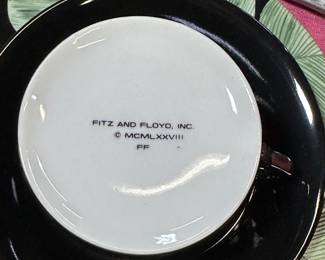 FITZ AND FLOYD, INC.
© MCMLXXVIII
FF